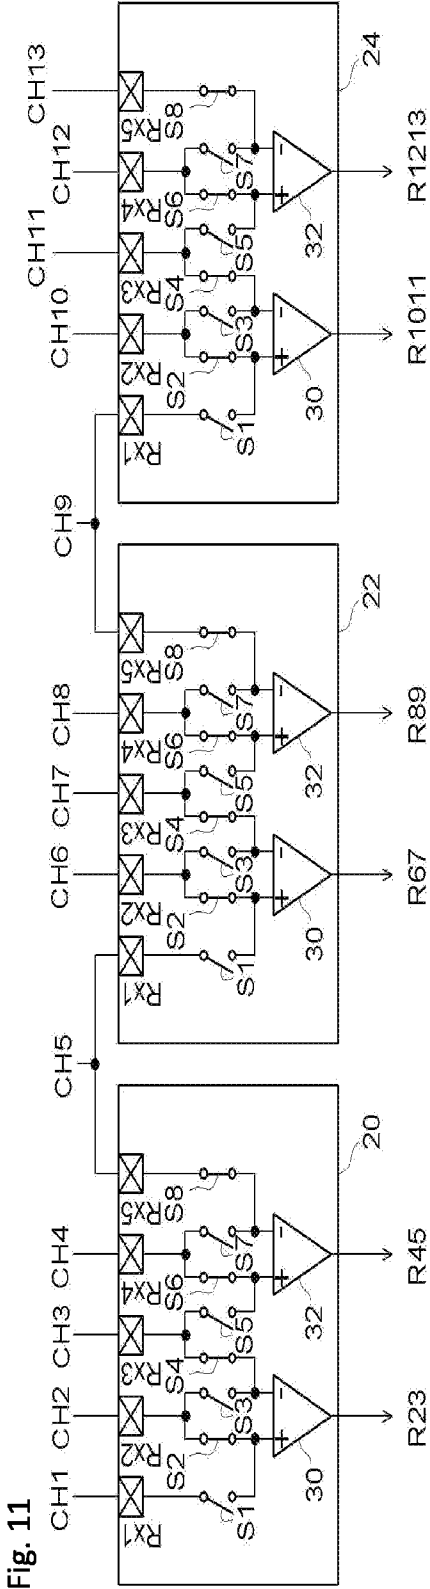 Fig. 11
CH1 CH2 CH3 CH4 CH5 CH6 CH7 CH8 CH9 CH10 CH11 CH12 CH13
Rx1 Rx2 Rx3 Rx4 Rx5
S1 S2 S3 S4 S5 S6 S7 S8
+ - + -
30 32 20
R23 R45
Rx1 Rx2 Rx3 Rx4 Rx5
S1 S2 S3 S4 S5 S6 S7 S8
+ - + -
30 32 22
R67 R89
Rx1 Rx2 Rx3 Rx4 Rx5
S1 S2 S3 S4 S5 S6 S7 S8
+ - + -
30 32 24
R1011 R1213